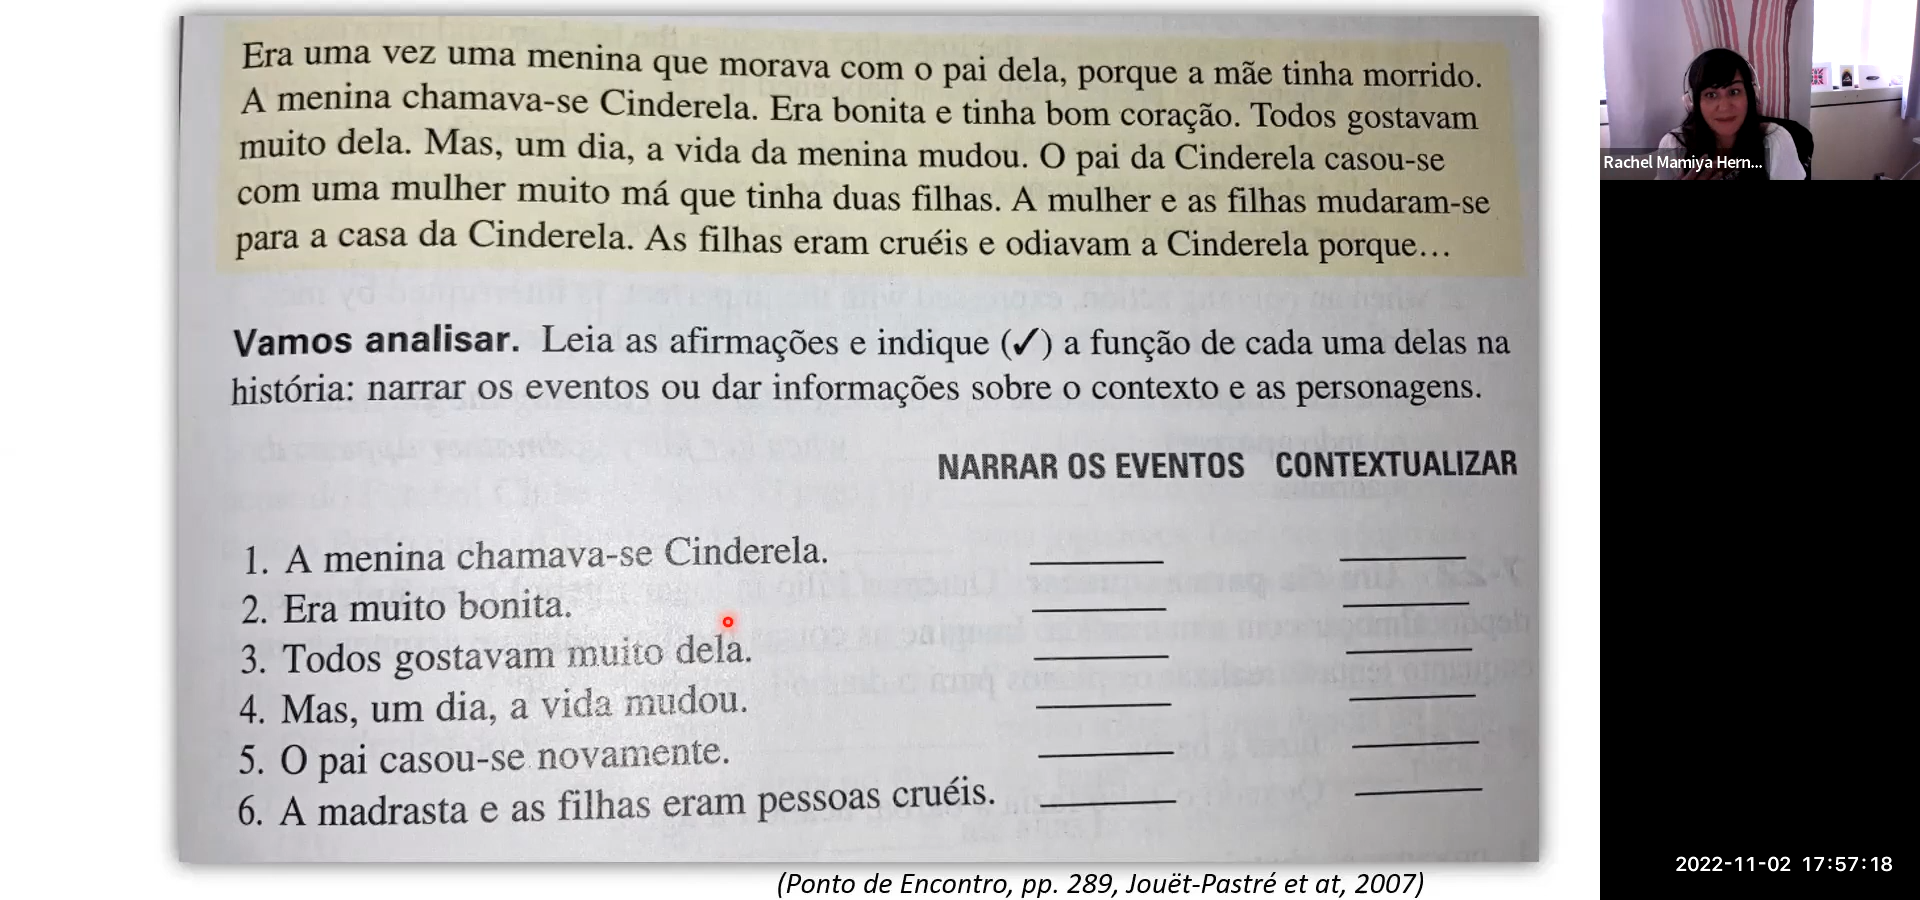 Era uma vez uma menina que morava com o pai dela, porque a mãe tinha morrido.
A menina chamava-se Cinderela. Era bonita e tinha bom coração. Todos gostavam
muito dela. Mas, um dia, a vida da menina mudou. O pai da Cinderela casou-se
com uma mulher muito má que tinha duas filhas. A mulher e as filhas mudaram-se
para a casa da Cinderela. As filhas eram cruéis e odiavam a Cinderela porque…
Vamos analisar. Leia as afirmações e indique (✓) a função de cada uma delas na
história: narrar os eventos ou dar informações sobre o contexto e as personagens.
NARRAR OS EVENTOS CONTEXTUALIZAR
1. A menina chamava-se Cinderela.
2. Era muito bonita.
3. Todos gostavam muito dela.
4. Mas, um dia, a vida mudou.
5. O pai casou-se novamente.
6. A madrasta e as filhas eram pessoas cruéis.
(Ponto de Encontro, pp. 289, Jouët-Pastré et at, 2007)
Rachel Mamiya Hern...
2022-11-02 17:57:18